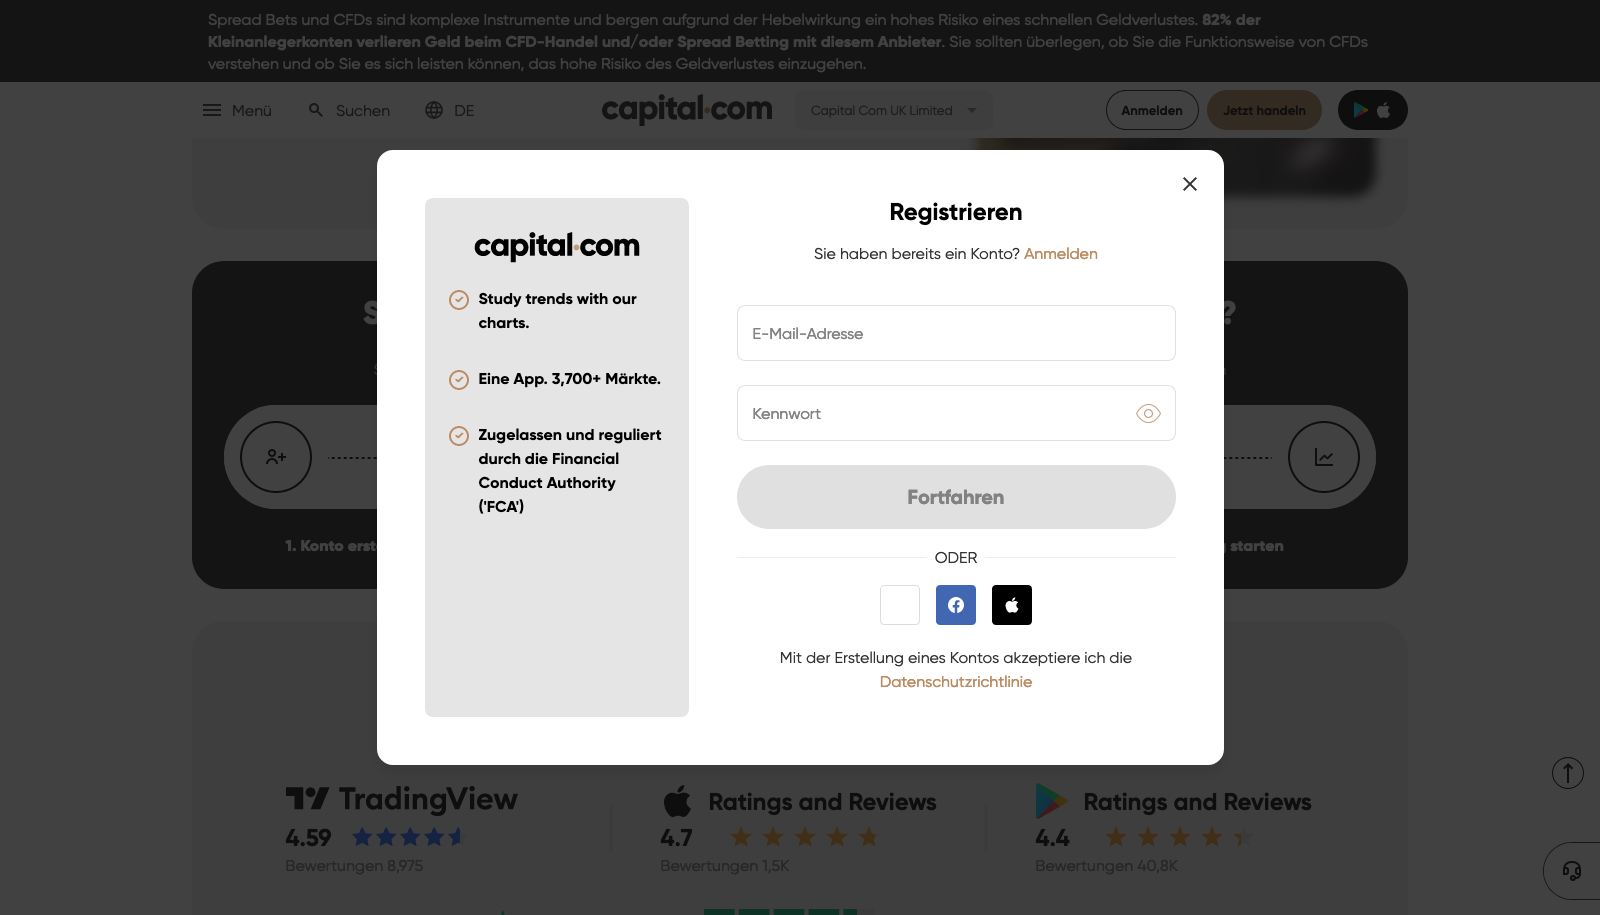 Spread Bets und CFDs sind komplexe Instrumente und bergen aufgrund der Hebelwirkung ein hohes Risiko eines schnellen Geldverlustes. 82% der
Kleinanlegerkonten verlieren Geld beim CFD-Handel und/oder Spread Betting mit diesem Anbieter. Sie sollten überlegen, ob Sie die Funktionsweise von CFDs
verstehen und ob Sie es sich leisten können, das hohe Risiko des Geldverlustes einzugehen.
Menü
Suchen
DE
capital.com
Capital Com UK Limited
Anmelden
Jetzt handeln
capital.com
Study trends with our
charts.
Eine App. 3,700+ Märkte.
Zugelassen und reguliert
durch die Financial
Conduct Authority
('FCA')
Registrieren
Sie haben bereits ein Konto? Anmelden
E-Mail-Adresse
Kennwort
Fortfahren
ODER
Mit der Erstellung eines Kontos akzeptiere ich die
Datenschutzrichtlinie
S
?
1. Konto erst
starten
TradingView
4.59
Bewertungen 8,975
Ratings and Reviews
4.7
Bewertungen 1,5K
Ratings and Reviews
4.4
Bewertungen 40,8K